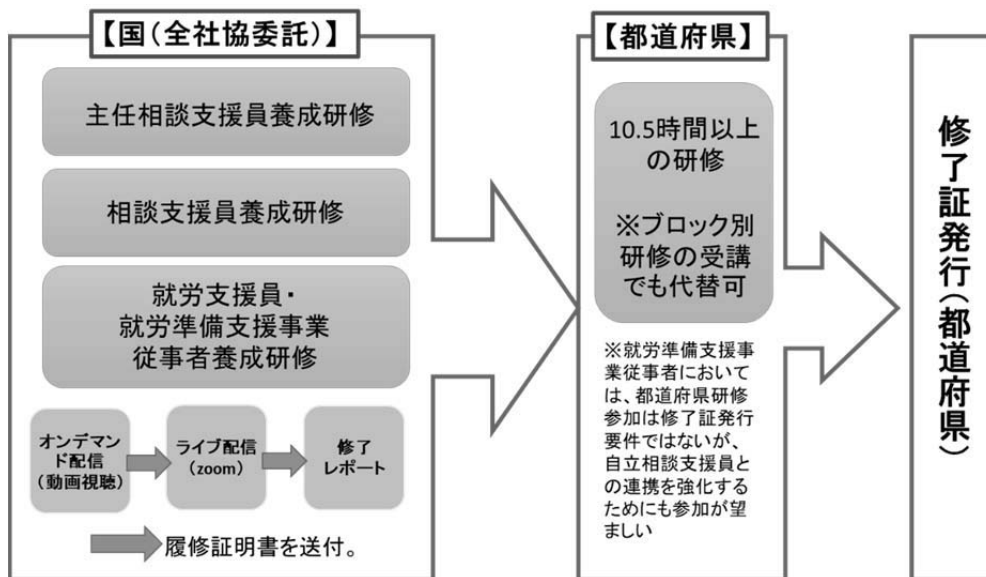 【国(全社協委託)】
主任相談支援員養成研修
相談支援員養成研修
就労支援員・
就労準備支援事業
従事者養成研修
オンデマン
ド配信
(動画視聴)
ライブ配信
(zoom)
修了
レポート
履修証明書を送付。
【都道府県】
10.5時間以上
の研修
※ブロック別
研修の受講
でも代替可
※就労準備支援事
業従事者において
は、都道府県研修
参加は修了証発行
要件ではないが、
自立相談支援員と
の連携を強化する
ためにも参加が望
ましい
修了証発行(都道府県)